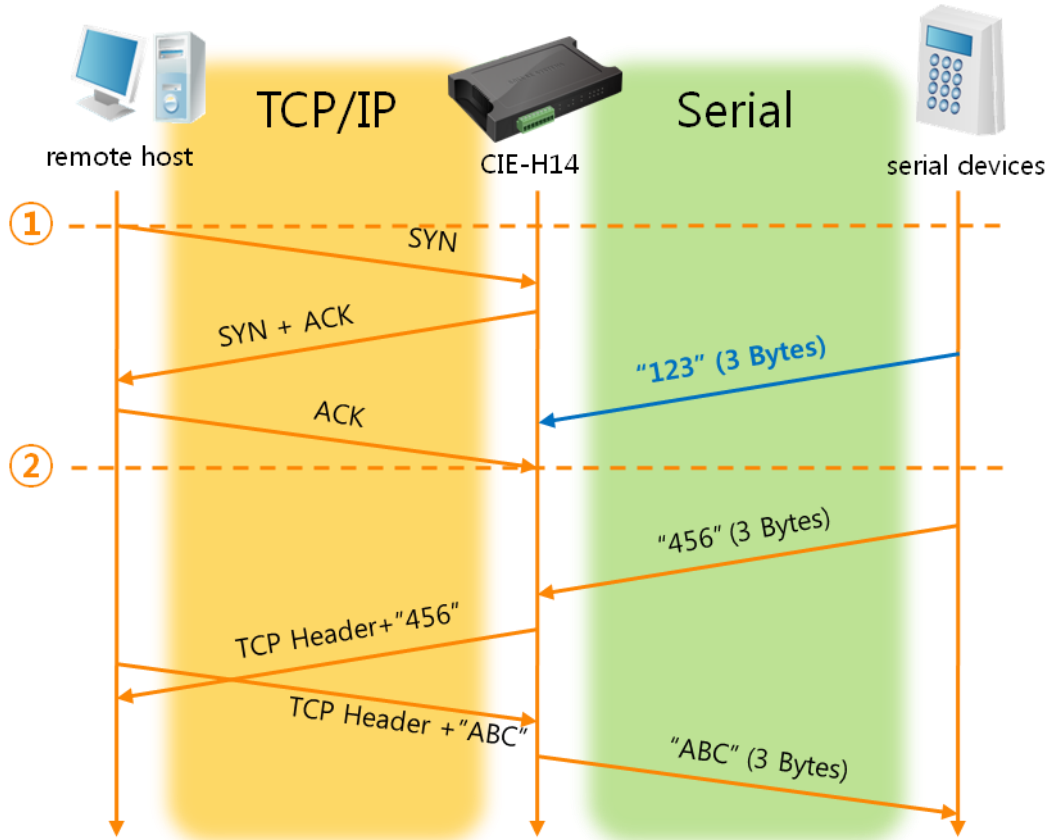 TCP/IP
Serial
remote host
CIE-H14
serial devices
①
SYN
SYN + ACK
“123” (3 Bytes)
ACK
②
“456” (3 Bytes)
TCP Header+“456”
TCP Header +“ABC”
“ABC” (3 Bytes)